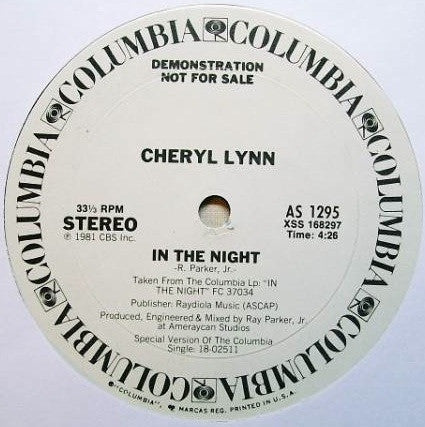 COLUMBIA COLUMBIA COLUMBIA COLUMBIA COLUMBIA COLUMBIA COLUMBIA COLUMBIA
DEMONSTRATION
NOT FOR SALE
CHERYL LYNN
33⅓ RPM
STEREO
℗ 1981 CBS Inc.
AS 1295
XSS 168297
Time: 4:26
IN THE NIGHT
-R. Parker, Jr.-
Taken From The Columbia Lp: "IN
THE NIGHT" FC 37034
Publisher: Raydiola Music (ASCAP)
Produced, Engineered & Mixed by Ray Parker, Jr.
at Ameraycan Studios
Special Version Of The Columbia
Single: 18-02511
"COLUMBIA", MARCAS REG. PRINTED IN U.S.A.